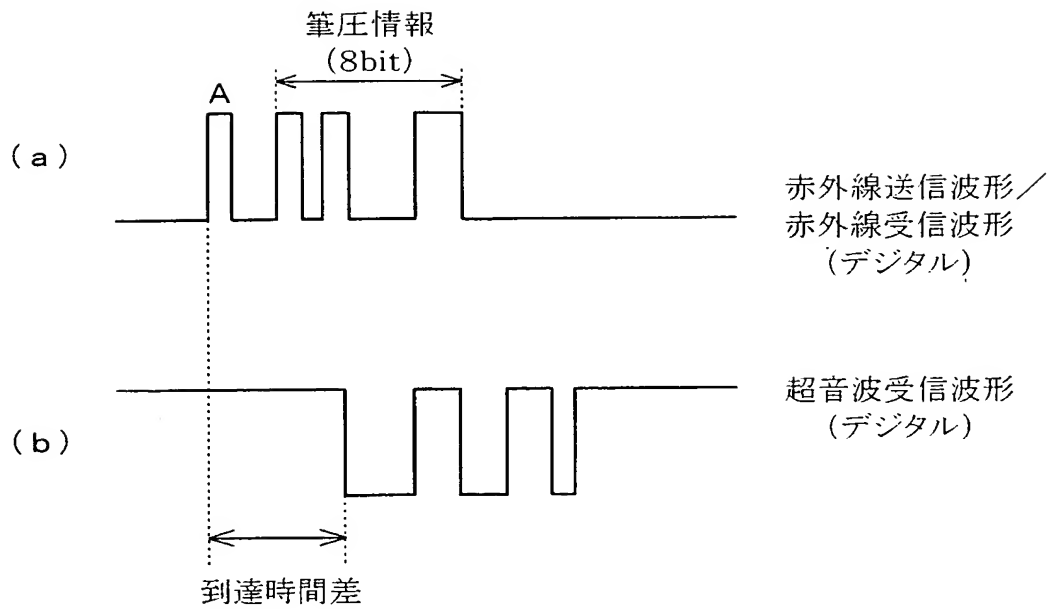 筆圧情報
(8bit)
A
(a)
赤外線送信波形／
赤外線受信波形
(デジタル)
超音波受信波形
(デジタル)
(b)
到達時間差